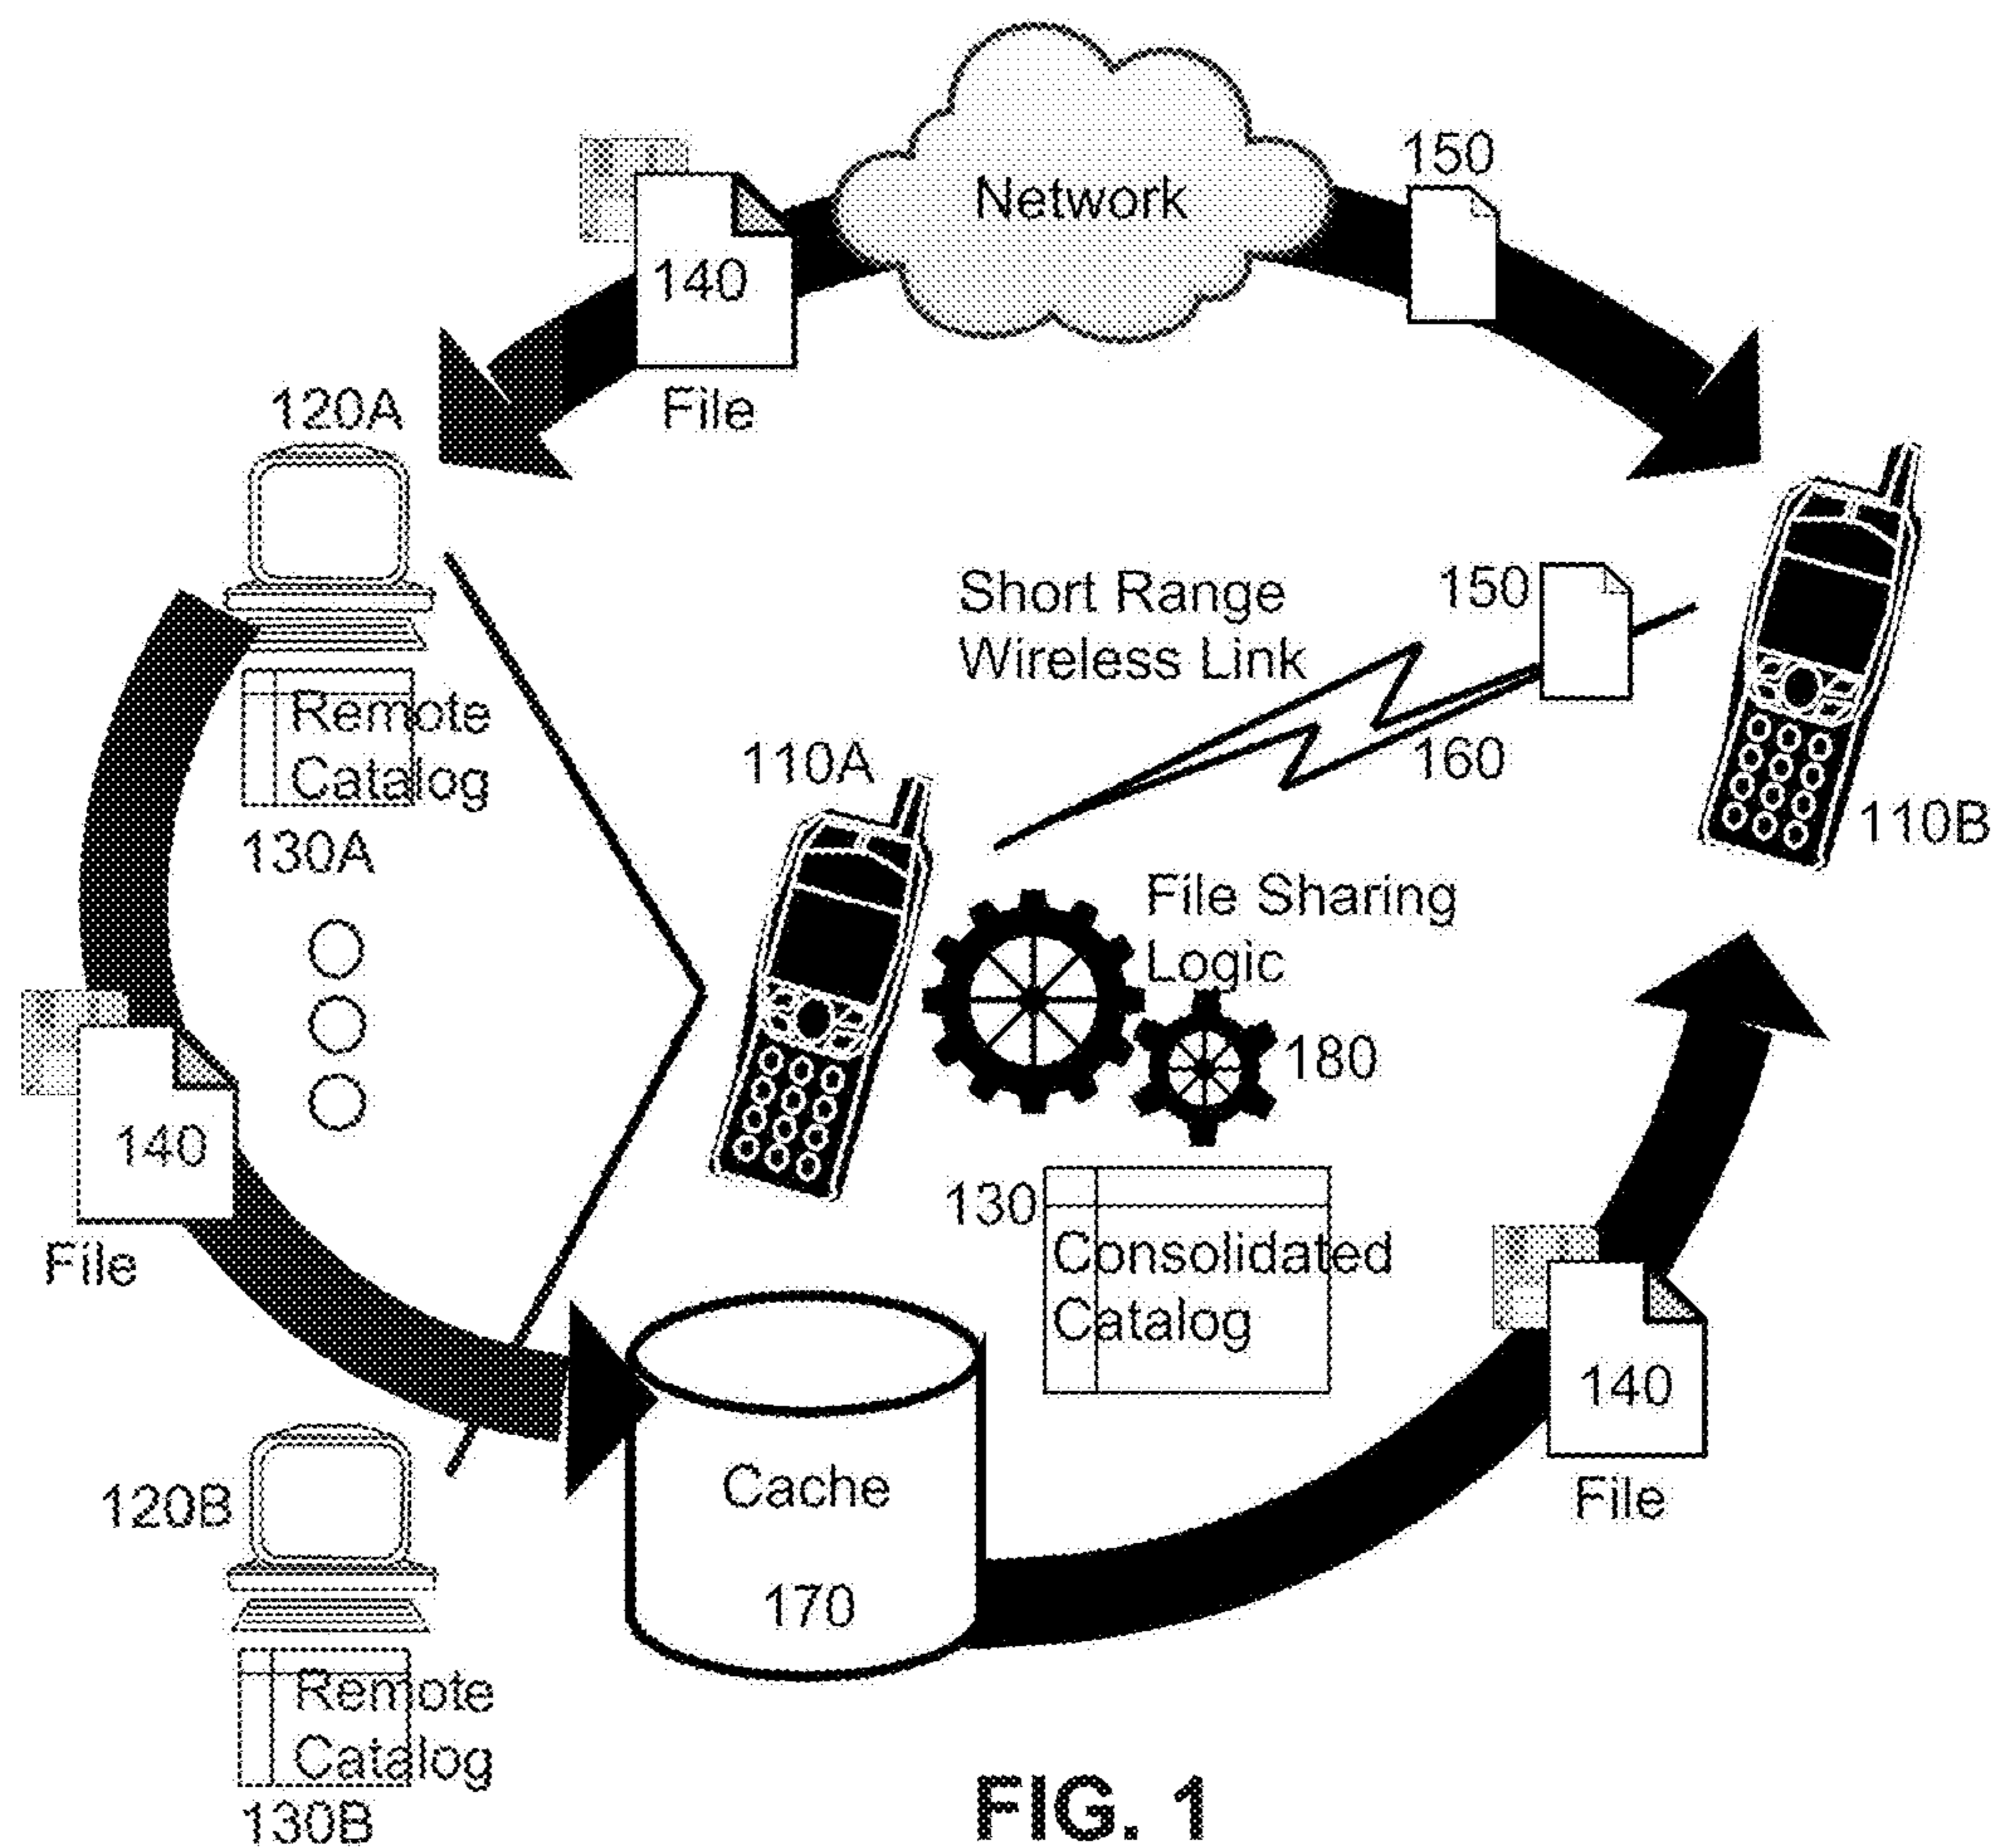 Network
150
140
File
120A
Short Range
Wireless Link
150
160
Remote
Catalog
130A
110A
110B
File Sharing
Logic
180
140
File
130
Consolidated
Catalog
140
File
Cache
170
120B
Remote
Catalog
130B
FIG. 1